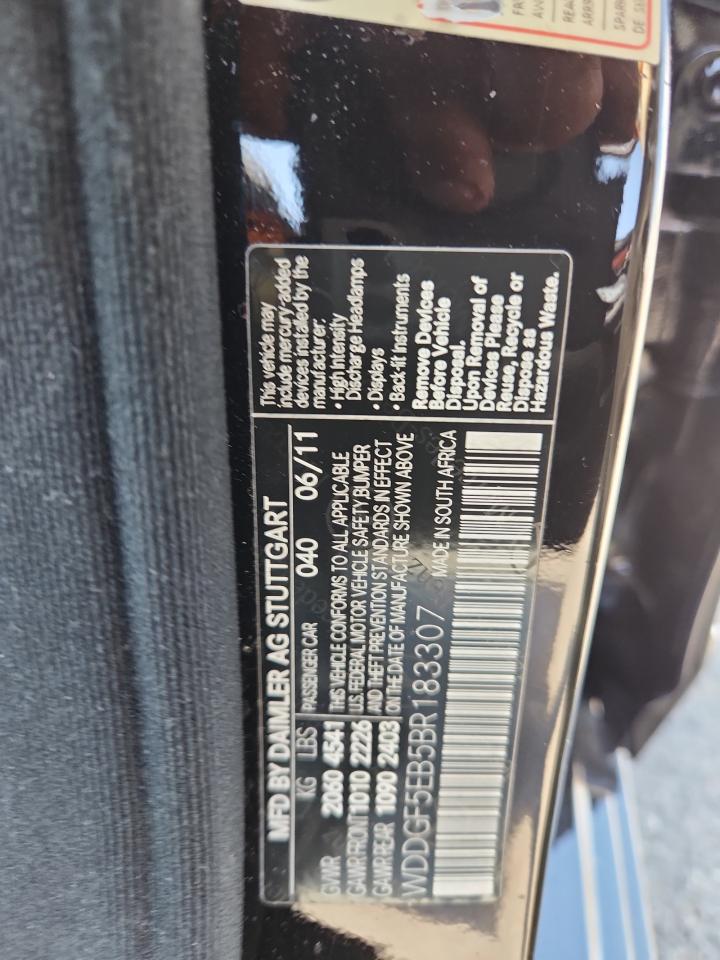 MFD BY DAIMLER AG STUTTGART
KG LBS PASSENGER CAR 040 06/11
GVWR 2060 4541
GAWR FRONT 1010 2226
GAWR REAR 1090 2403
THIS VEHICLE CONFORMS TO ALL APPLICABLE
U.S. FEDERAL MOTOR VEHICLE SAFETY, BUMPER
AND THEFT PREVENTION STANDARDS IN EFFECT
ON THE DATE OF MANUFACTURE SHOWN ABOVE
WDDGF5EB5BR183307 MADE IN SOUTH AFRICA
This vehicle may
include mercury-added
devices installed by the
manufacturer:
• High Intensity
Discharge Headlamps
• Displays
• Back-lit Instruments
Remove Devices
Before Vehicle
Disposal.
Upon Removal of
Devices Please
Reuse, Recycle or
Dispose as
Hazardous Waste.